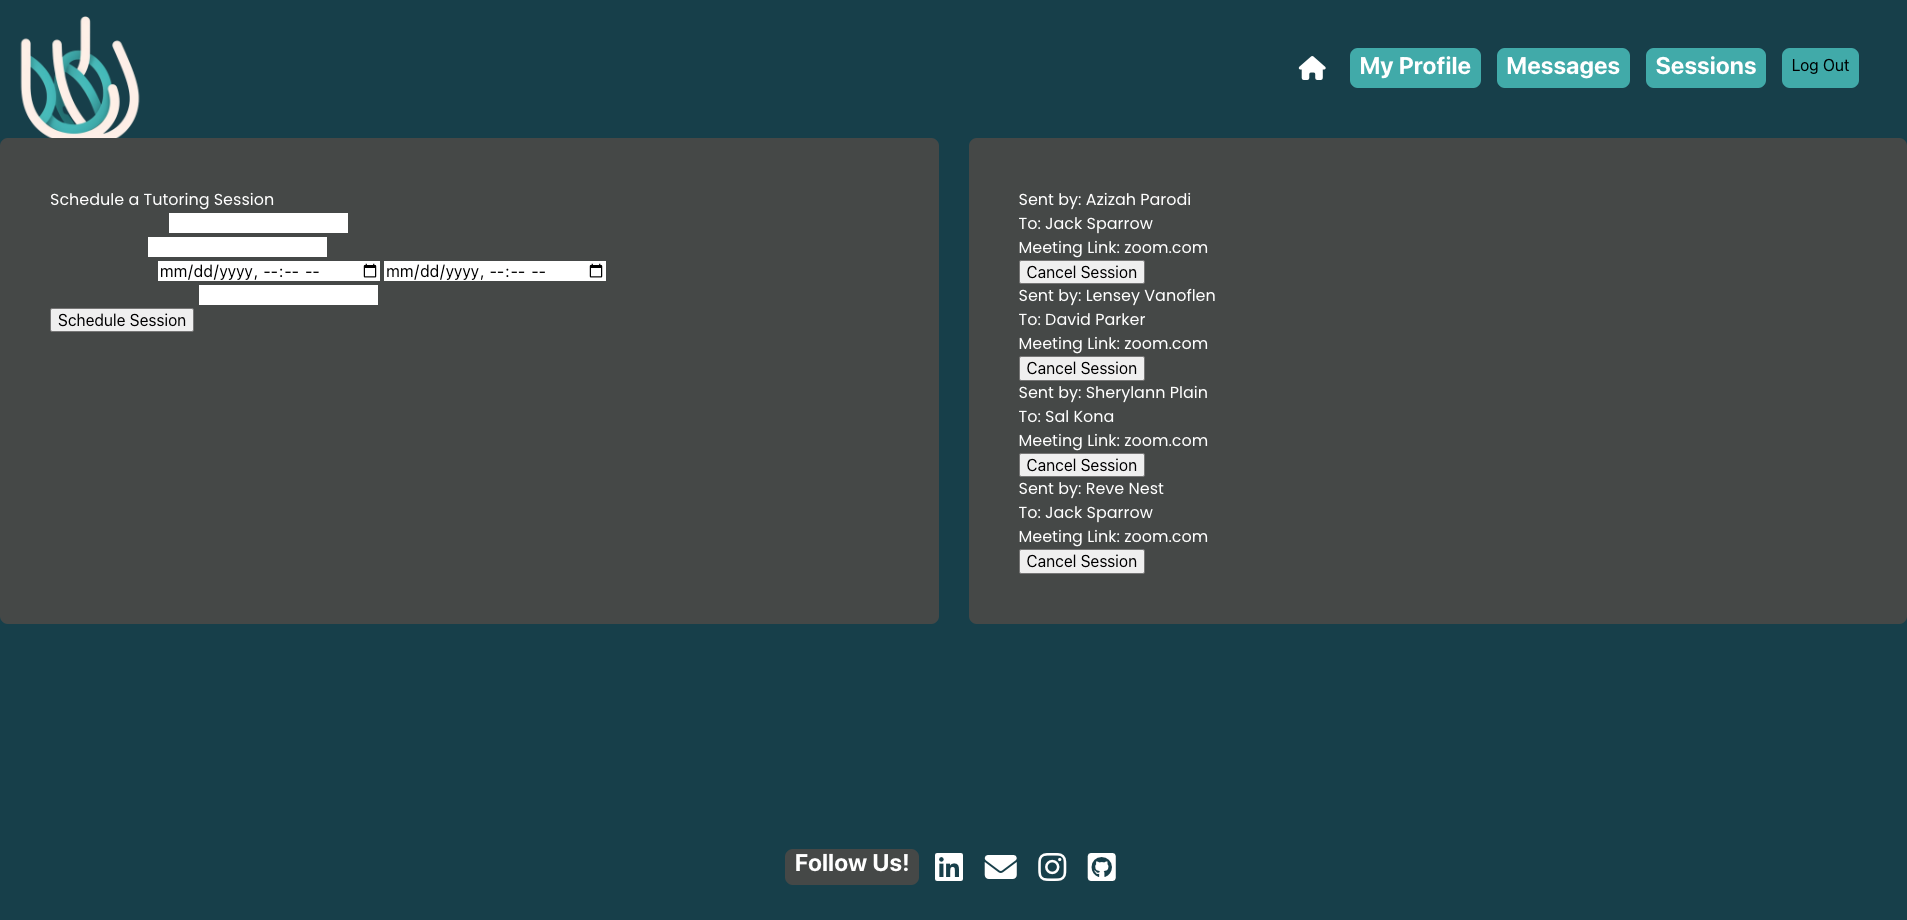 My Profile
Messages
Sessions
Log Out
Schedule a Tutoring Session
mm/dd/yyyy, --:-- -- mm/dd/yyyy, --:-- --
Schedule Session
Sent by: Azizah Parodi
To: Jack Sparrow
Meeting Link: zoom.com
Cancel Session
Sent by: Lensey Vanoflen
To: David Parker
Meeting Link: zoom.com
Cancel Session
Sent by: Sherylann Plain
To: Sal Kona
Meeting Link: zoom.com
Cancel Session
Sent by: Reve Nest
To: Jack Sparrow
Meeting Link: zoom.com
Cancel Session
Follow Us!